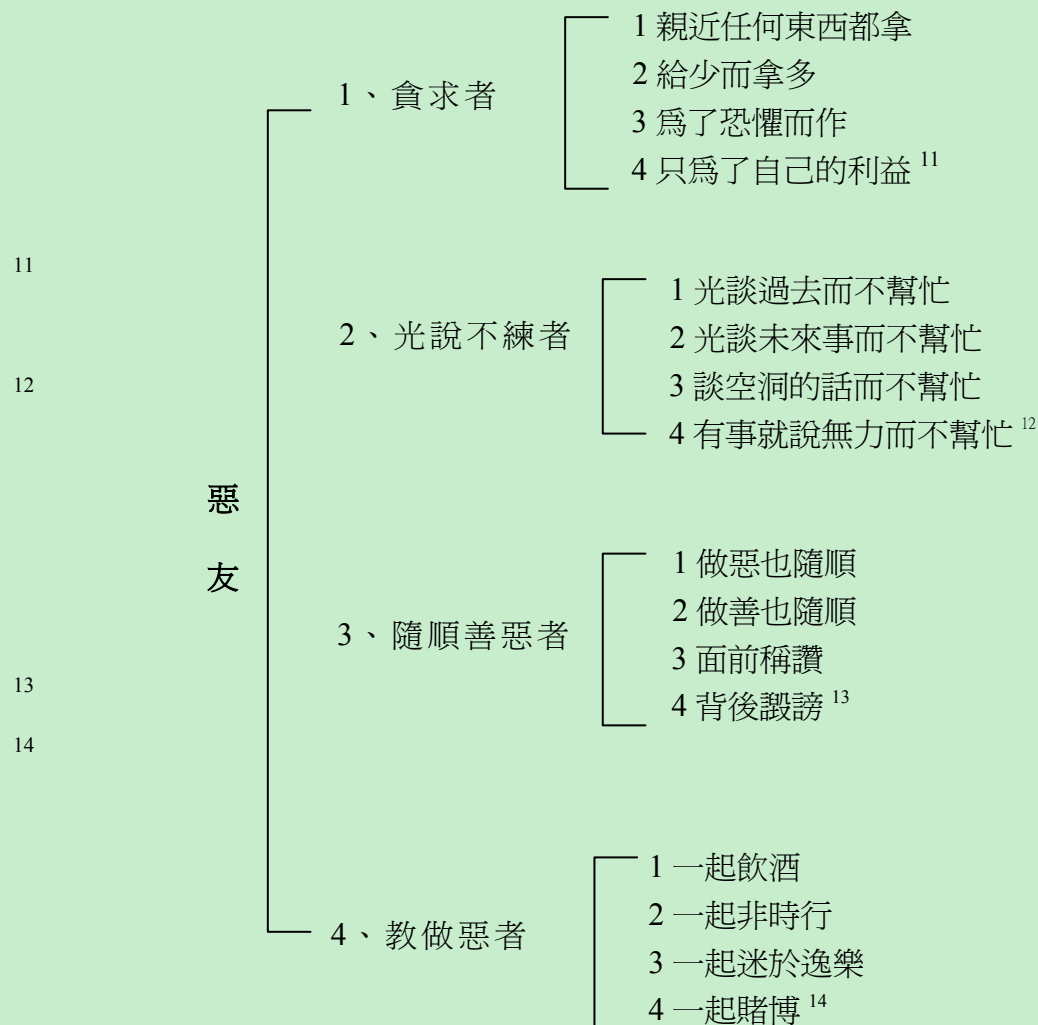 1 親近任何東西都拿
2 給少而拿多
1、貪求者
3 爲了恐懼而作
4 只爲了自己的利益 11
11
1 光談過去而不幫忙
2、光說不練者
2 光談未來事而不幫忙
12
3 談空洞的話而不幫忙
4 有事就說無力而不幫忙 12
惡
友
1 做惡也隨順
2 做善也隨順
3、隨順善惡者
3 面前稱讚
13
4 背後譭謗 13
14
1 一起飲酒
2 一起非時行
4、教做惡者
3 一起迷於逸樂
4 一起賭博 14